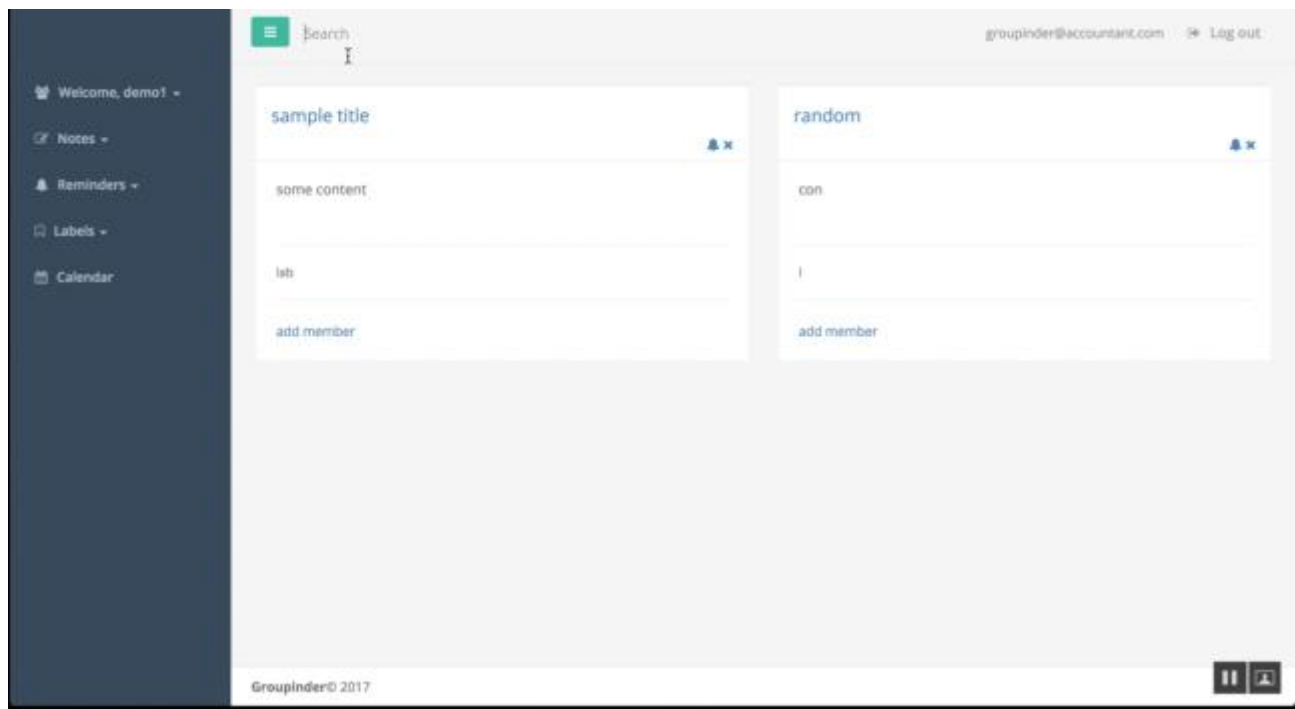 Search
groupinder@accountant.com
Log out
Welcome, demo1
Notes
Reminders
Labels
Calendar
sample title
some content
lab
add member
random
con
l
add member
Groupinder© 2017